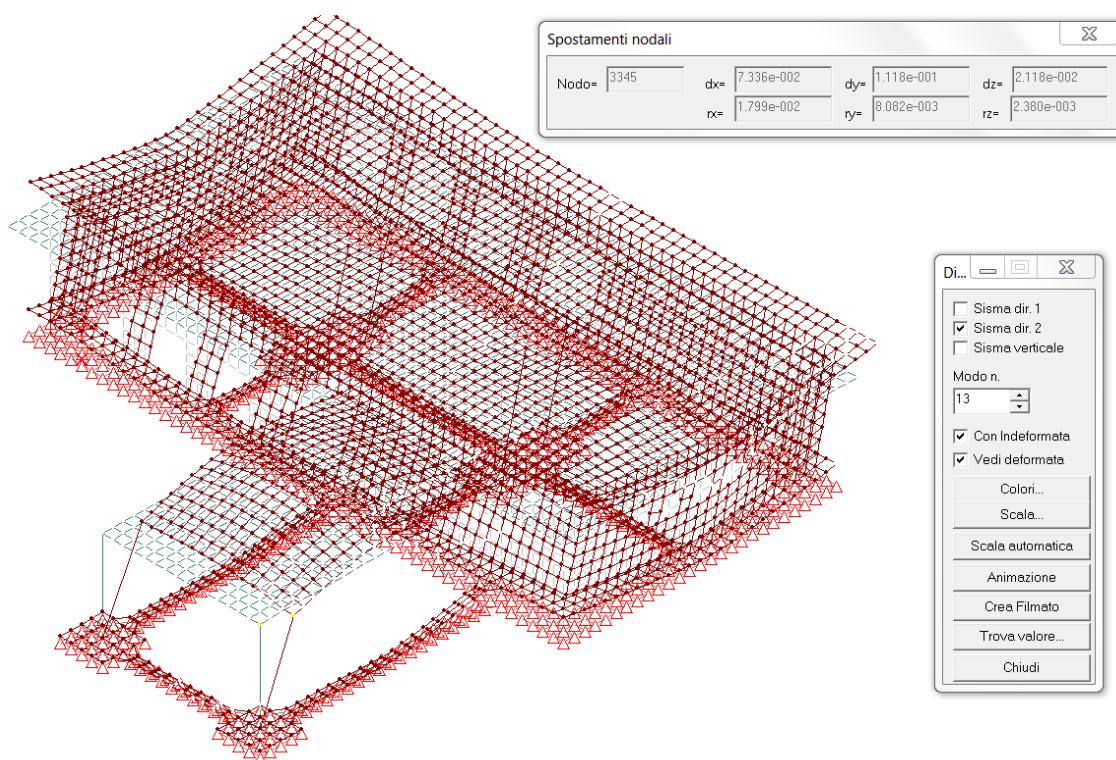 Spostamenti nodali
Nodo= 3345 dx= 7.336e-002 dy= 1.118e-001 dz= 2.118e-002
rx= 1.799e-002 ry= 8.082e-003 rz= 2.380e-003
Di...
Sisma dir. 1
Sisma dir. 2
Sisma verticale
Modo n.
13
Con Indeformata
Vedi deformata
Colori...
Scala...
Scala automatica
Animazione
Crea Filmato
Trova valore...
Chiudi